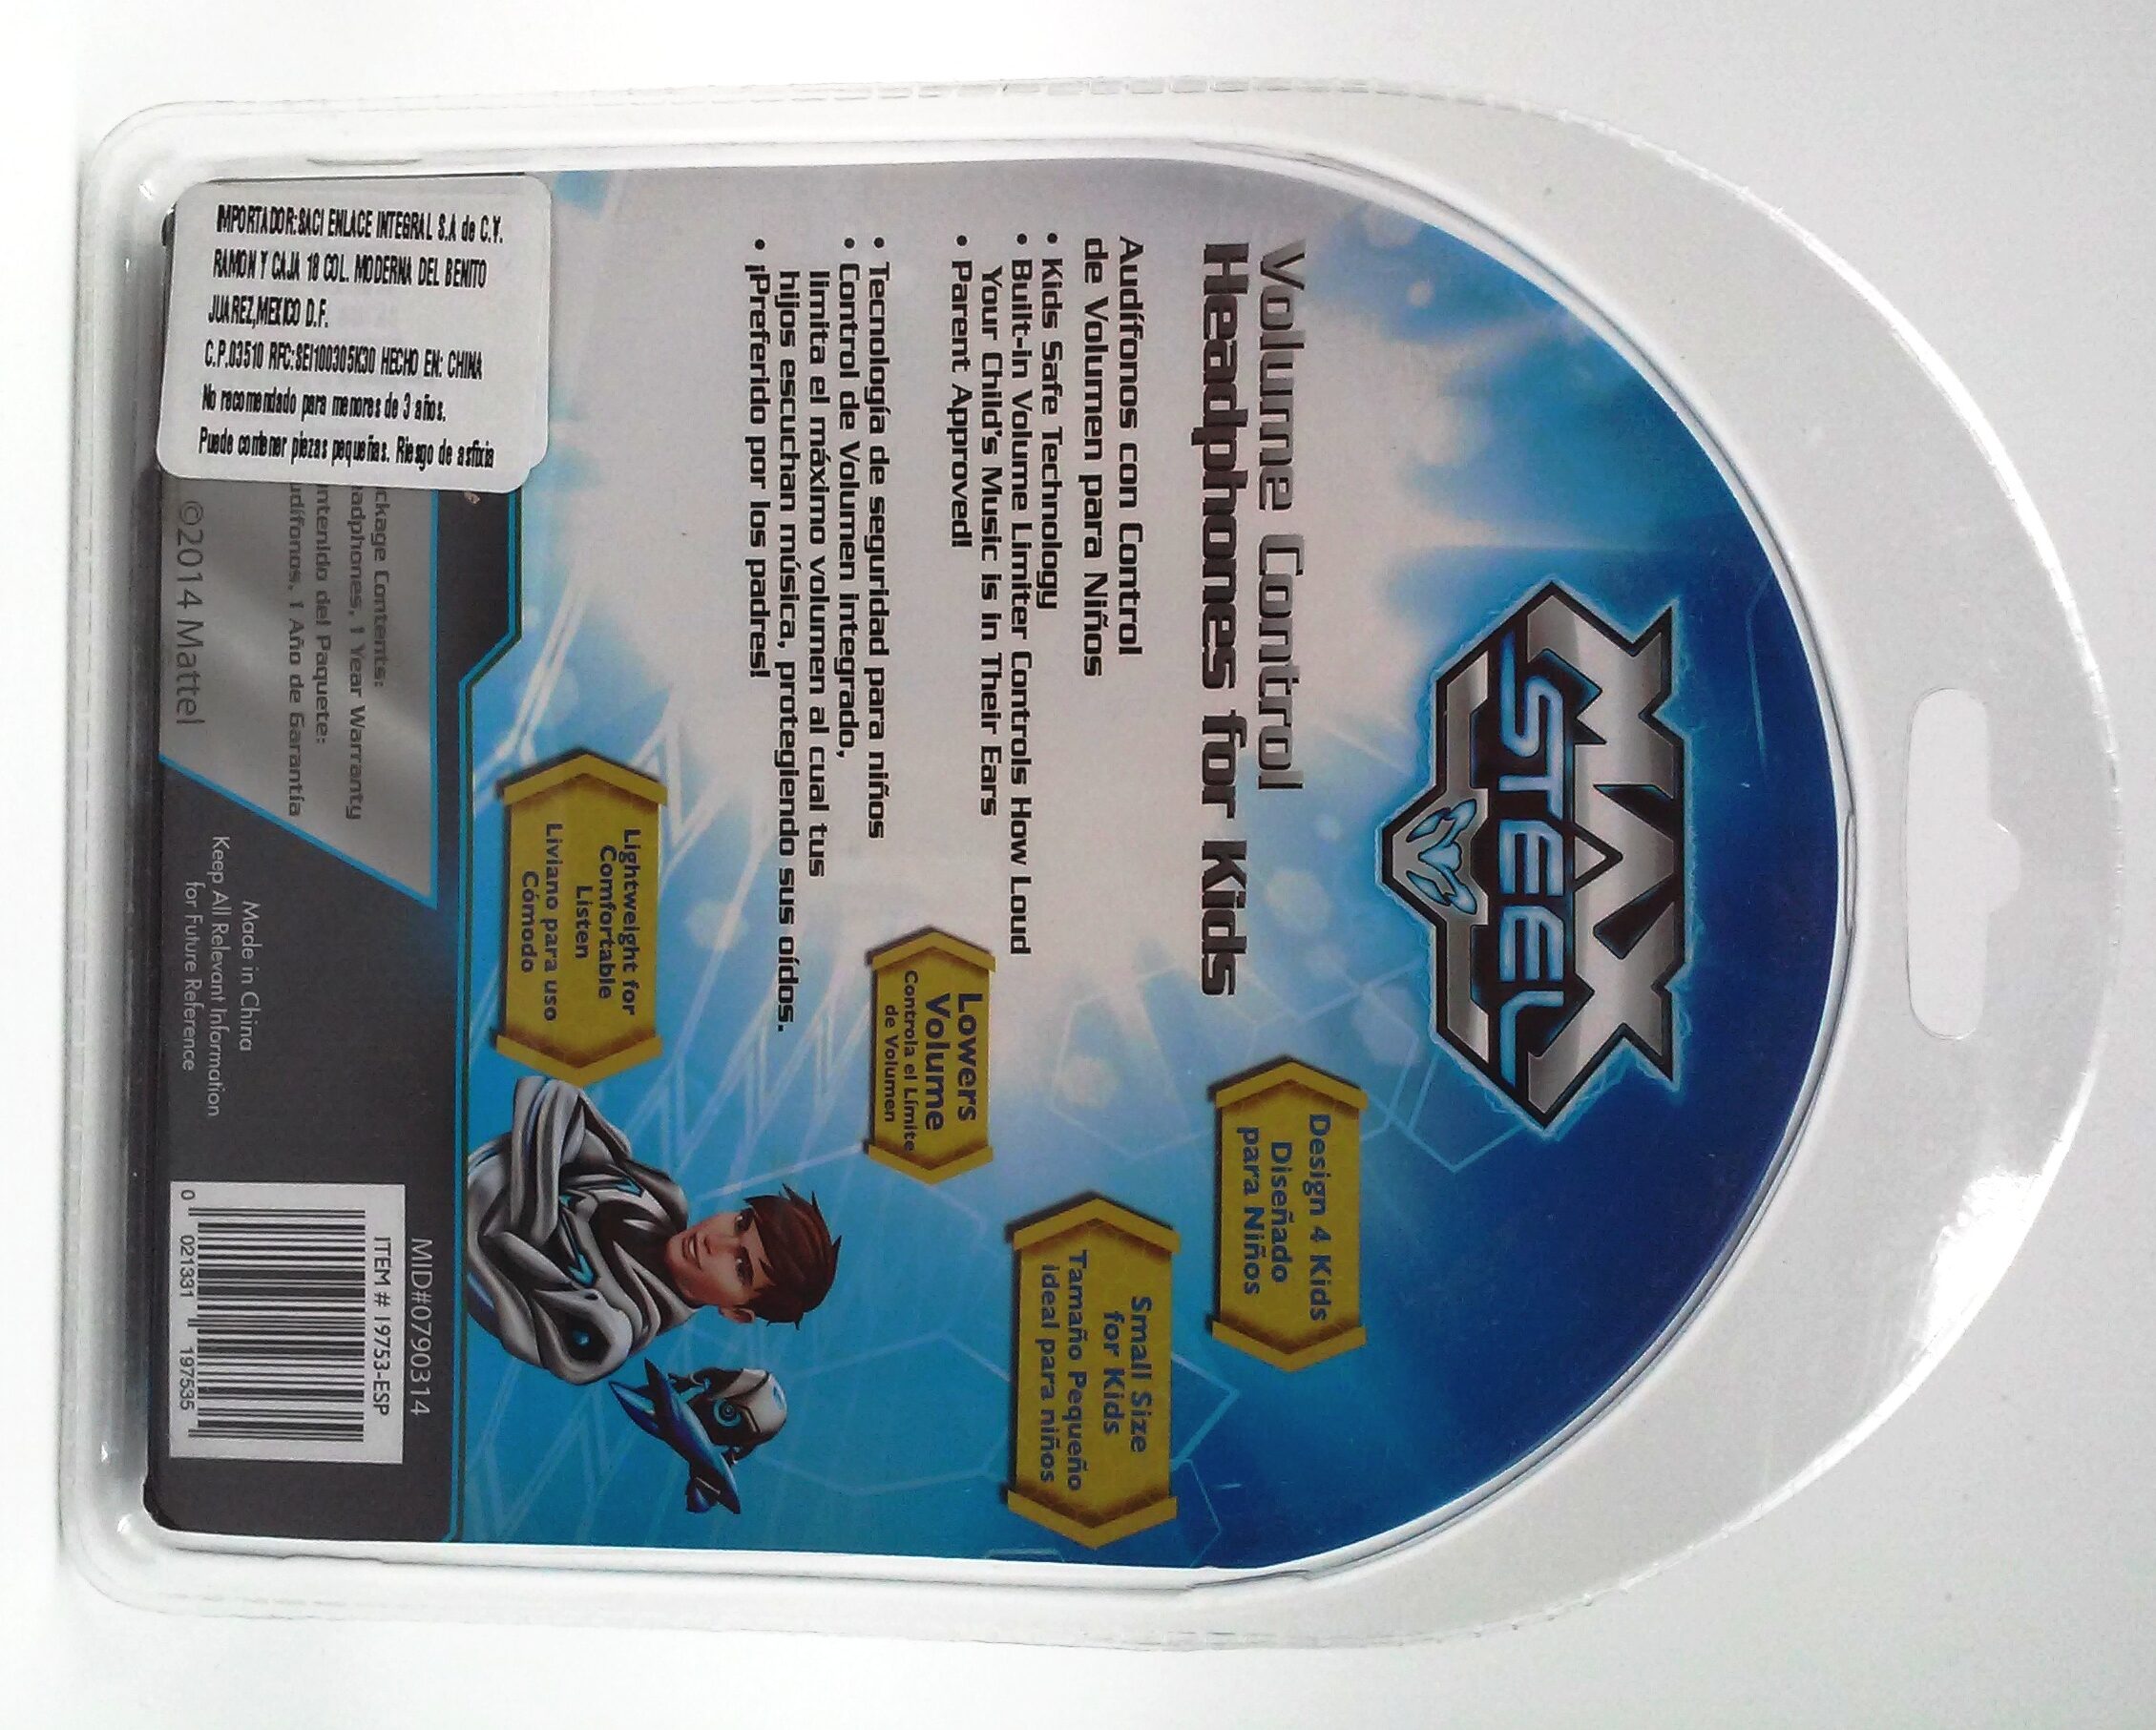 MAX
STEEL
Volume Control
Headphones for Kids
Audífonos con Control
de Volumen para Niños
• Kids Safe Technology
• Built-in Volume Limiter Controls How Loud
Your Child's Music is in Their Ears
• Parent Approved!
• Tecnología de seguridad para niños
• Control de Volumen integrado,
limita el máximo volumen al cual tus
hijos escuchan música, protegiendo sus oídos.
• ¡Preferido por los padres!
Design 4 Kids
Diseñado
para Niños
Small Size
for Kids
Tamaño Pequeño
ideal para niños
Lowers
Volume
Controla el Límite
de Volumen
Lightweight for
Comfortable
Listen
Liviano para uso
Cómodo
IMPORTADOR:SACI ENLACE INTEGRAL S.A de C.V.
RAMON Y CAJA 18 COL. MODERNA DEL BENITO
JUAREZ,MEXICO D.F.
C.P.03510 RFC:SEI100305K30 HECHO EN: CHINA
No recomendado para menores de 3 años.
Puede contener piezas pequeñas. Riesgo de asfixia
ckage Contents:
adphones, 1 Year Warranty
ntenido del Paquete:
udífonos, 1 Año de Garantía
©2014 Mattel
Made in China
Keep All Relevant Information
for Future Reference
MID#0790314
ITEM # 19753-ESP
0 021331 197535